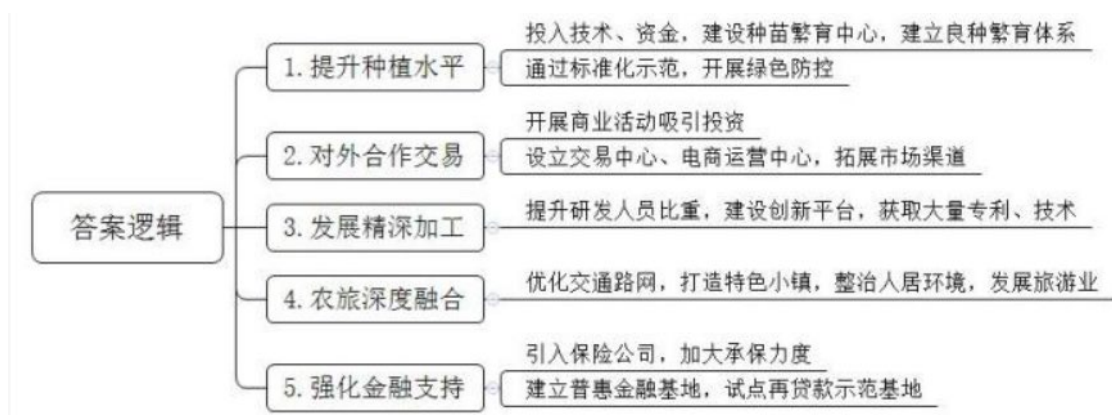 答案逻辑
1.提升种植水平
投入技术、资金，建设种苗繁育中心，建立良种繁育体系
通过标准化示范，开展绿色防控
2.对外合作交易
开展商业活动吸引投资
设立交易中心、电商运营中心，拓展市场渠道
3.发展精深加工
提升研发人员比重，建设创新平台，获取大量专利、技术
4.农旅深度融合
优化交通路网，打造特色小镇，整治人居环境，发展旅游业
5.强化金融支持
引入保险公司，加大承保力度
建立普惠金融基地，试点再贷款示范基地